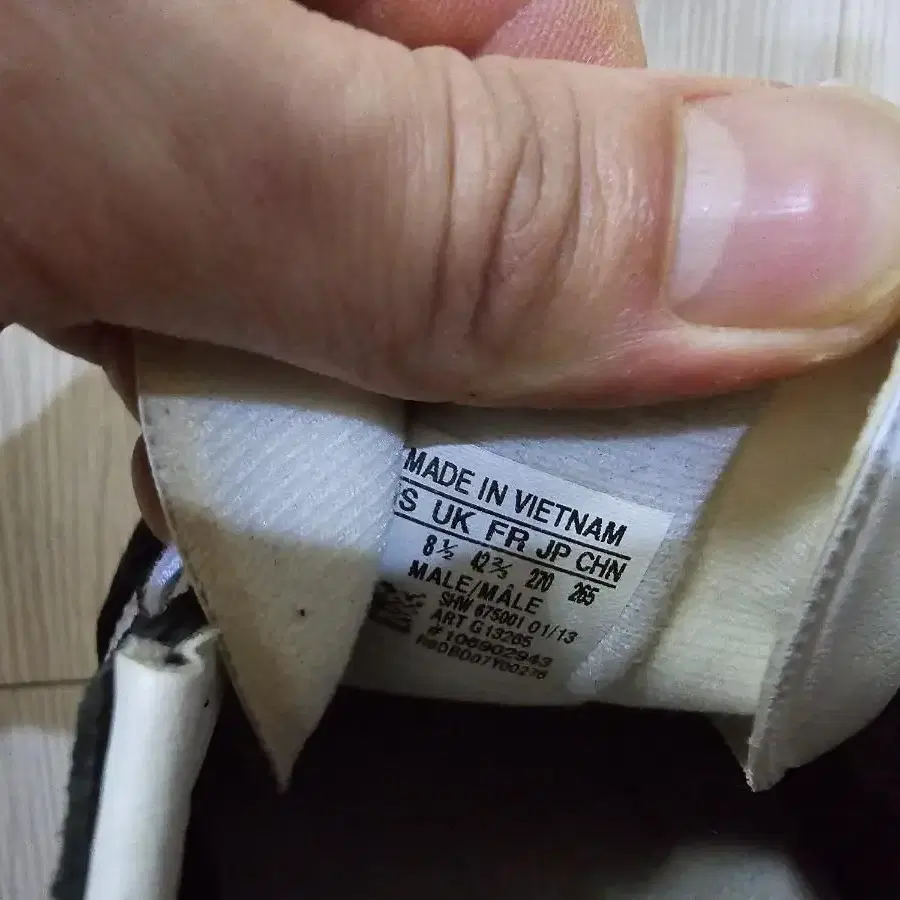 MADE IN VIETNAM
S UK FR JP CHN
8½ 42⅔ 270 265
MALE/MÂLE
SHW 675001 01/13
ART G13265
#106902943